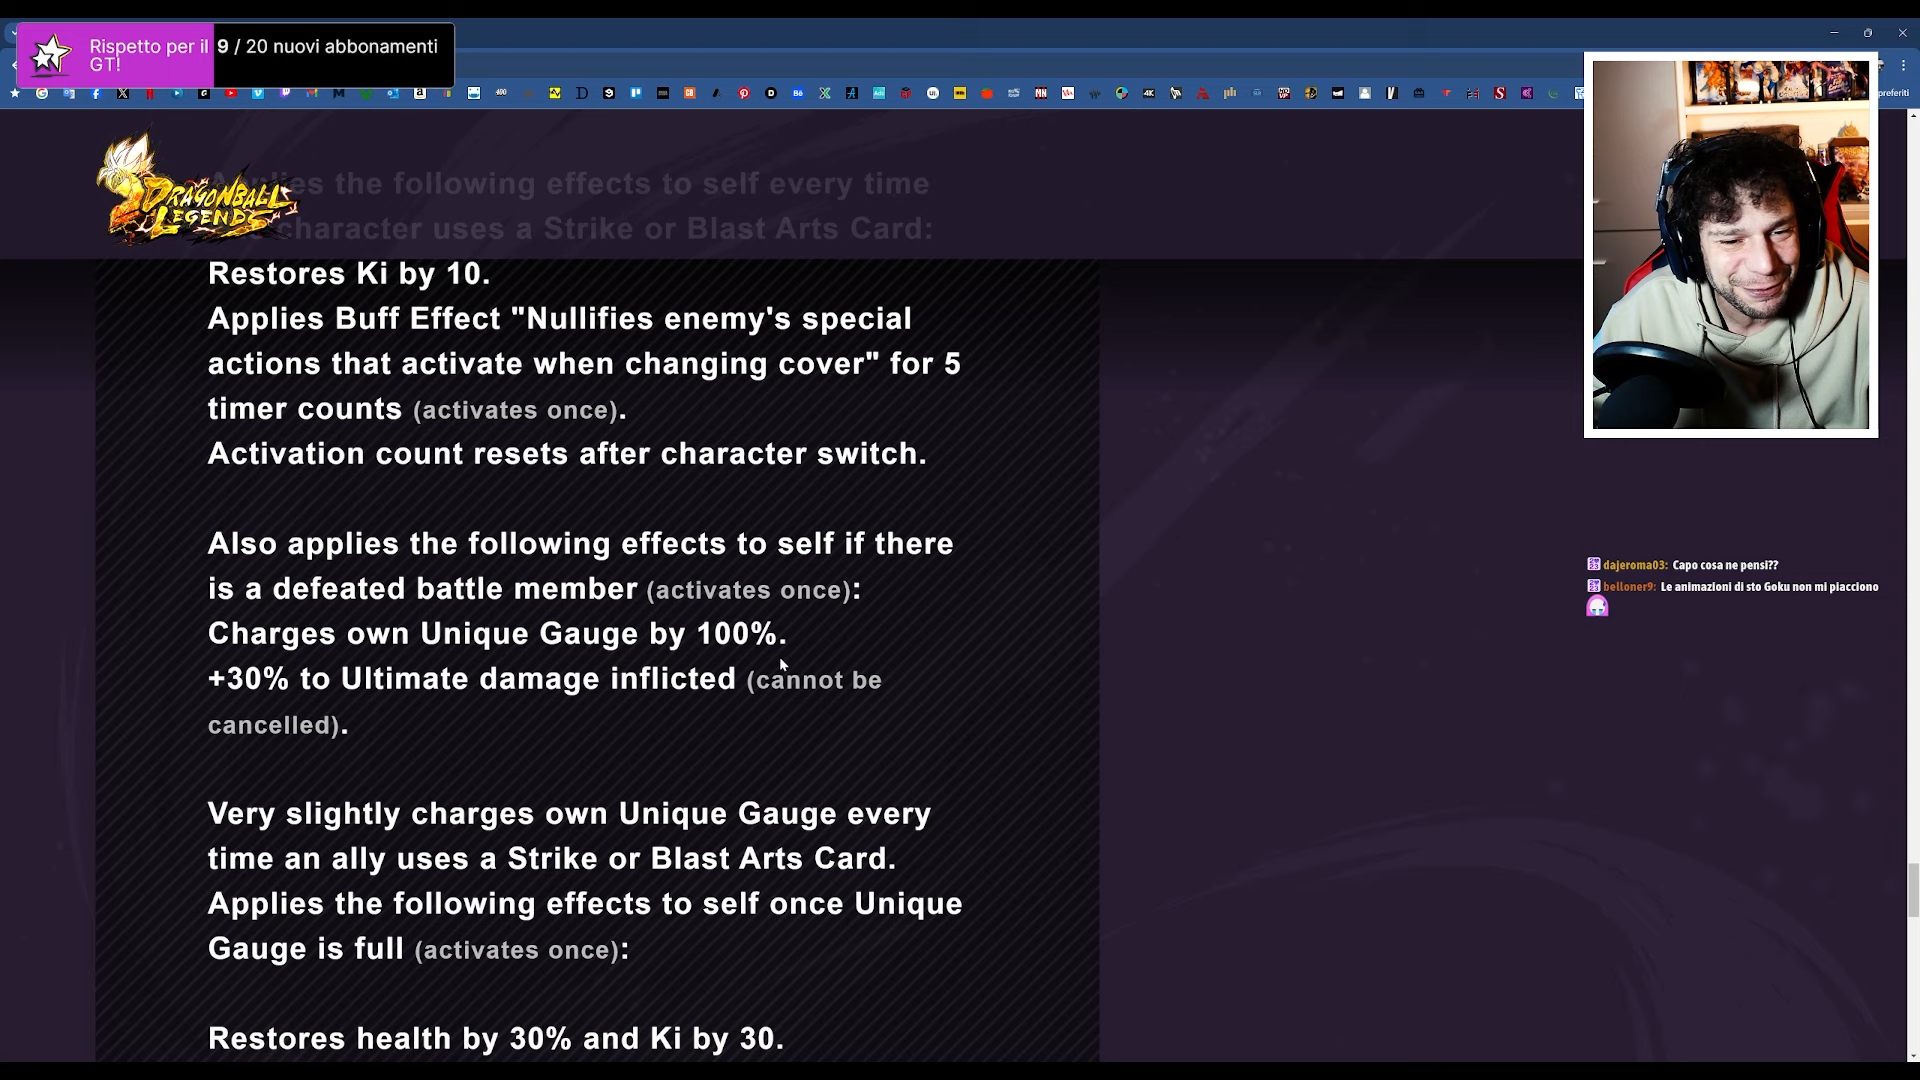 Rispetto per il GT!
9 / 20 nuovi abbonamenti
preferiti
DRAGONBALL
LEGENDS
the following effects to self every time
character uses a Strike or Blast Arts Card:
Restores Ki by 10.
Applies Buff Effect "Nullifies enemy's special
actions that activate when changing cover" for 5
timer counts (activates once).
Activation count resets after character switch.
Also applies the following effects to self if there
is a defeated battle member (activates once):
Charges own Unique Gauge by 100%.
+30% to Ultimate damage inflicted (cannot be
cancelled).
Very slightly charges own Unique Gauge every
time an ally uses a Strike or Blast Arts Card.
Applies the following effects to self once Unique
Gauge is full (activates once):
Restores health by 30% and Ki by 30.
dajeroma03: Capo cosa ne pensi??
belloner9: Le animazioni di sto Goku non mi piacciono